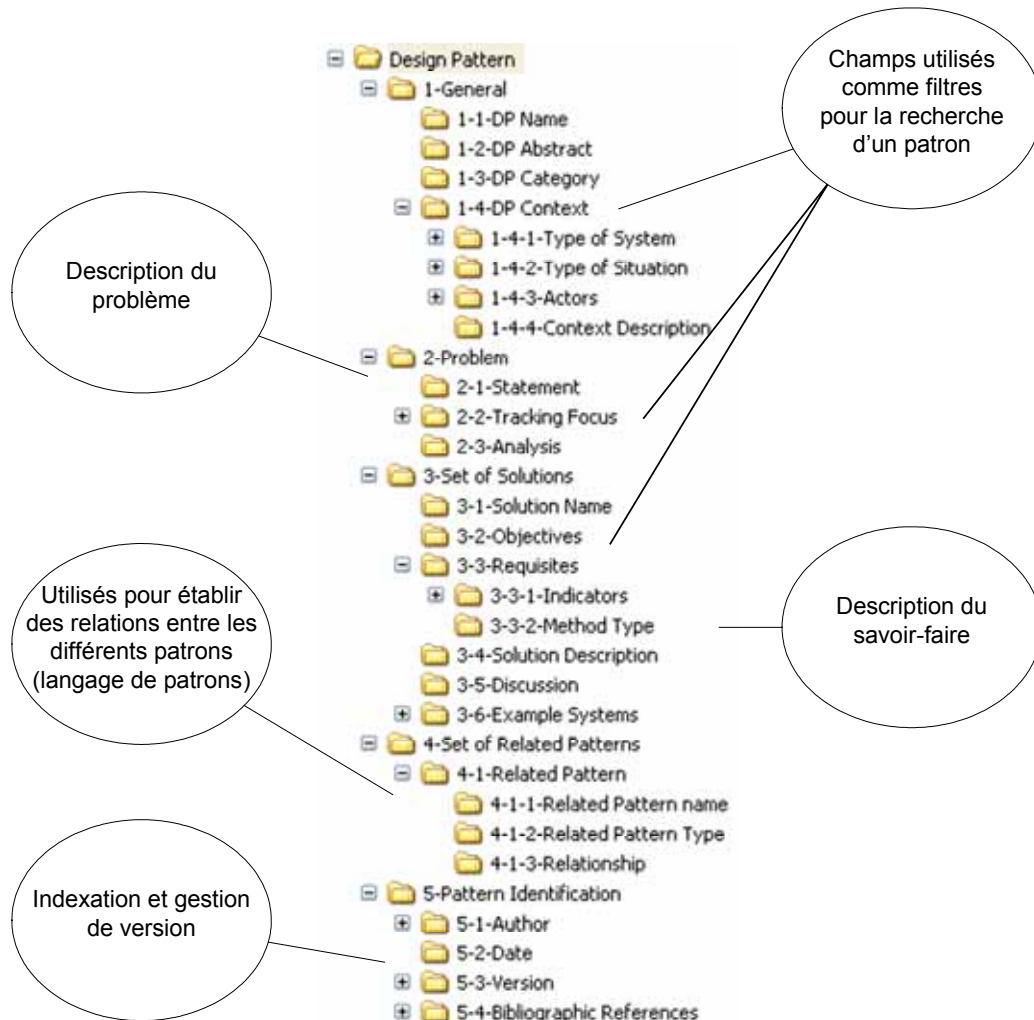 Design Pattern
1-General
1-1-DP Name
1-2-DP Abstract
1-3-DP Category
1-4-DP Context
1-4-1-Type of System
1-4-2-Type of Situation
1-4-3-Actors
1-4-4-Context Description
2-Problem
2-1-Statement
2-2-Tracking Focus
2-3-Analysis
3-Set of Solutions
3-1-Solution Name
3-2-Objectives
3-3-Requisites
3-3-1-Indicators
3-3-2-Method Type
3-4-Solution Description
3-5-Discussion
3-6-Example Systems
4-Set of Related Patterns
4-1-Related Pattern
4-1-1-Related Pattern name
4-1-2-Related Pattern Type
4-1-3-Relationship
5-Pattern Identification
5-1-Author
5-2-Date
5-3-Version
5-4-Bibliographic References
Champs utilisés
comme filtres
pour la recherche
d'un patron
Description du
problème
Utilisés pour établir
des relations entre les
différents patrons
(langage de patrons)
Description du
savoir-faire
Indexation et gestion
de version